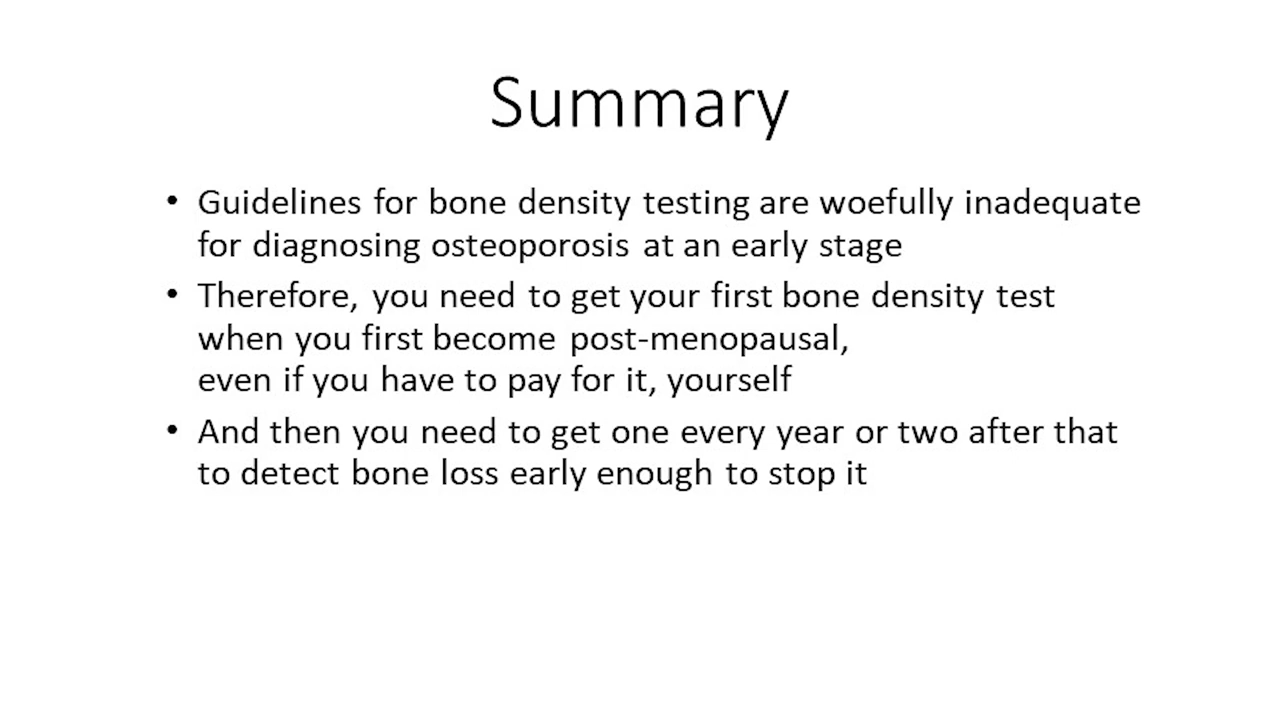 Summary
• Guidelines for bone density testing are woefully inadequate
for diagnosing osteoporosis at an early stage
• Therefore, you need to get your first bone density test
when you first become post-menopausal,
even if you have to pay for it, yourself
• And then you need to get one every year or two after that
to detect bone loss early enough to stop it